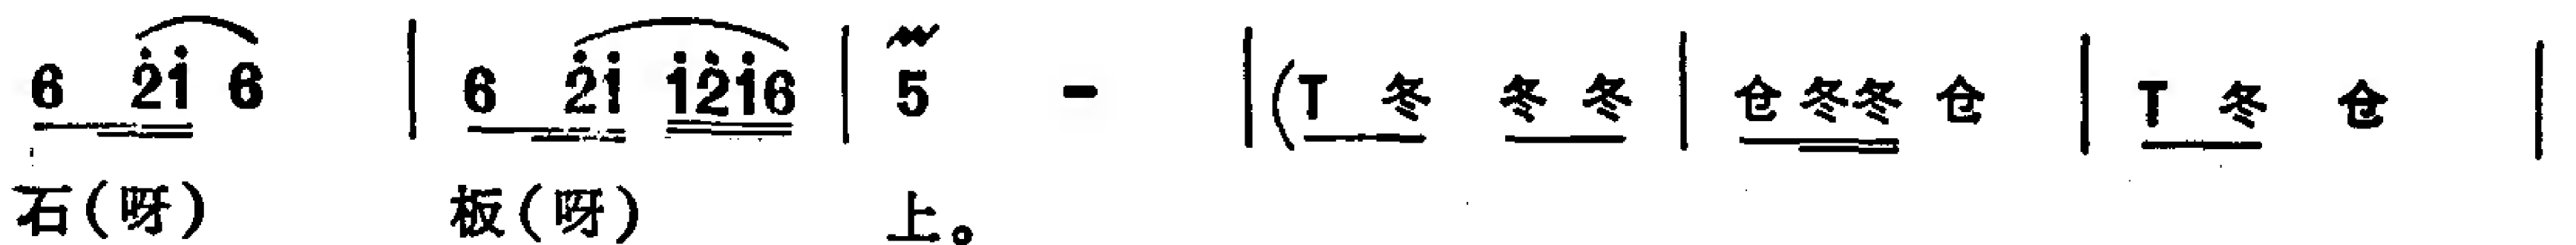 6 2̇1̇ 6 | 6 2̇1̇ 1̇2̇1̇6 | 5 - | (T 冬 冬 冬 | 仓 冬冬 仓 | T 冬 仓 |
石(呀) 板(呀) 上。